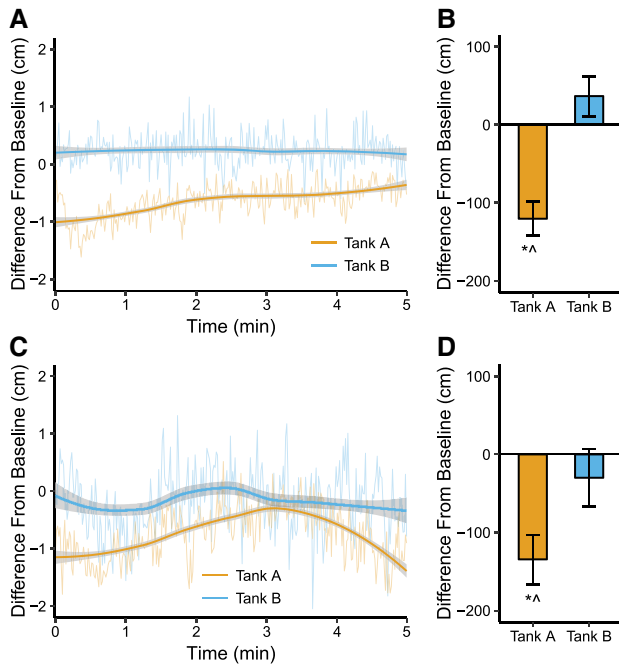 A
Difference From Baseline (cm)
2
1
0
−1
−2
0 1 2 3 4 5
Time (min)
Tank A
Tank B
B
Difference From Baseline (cm)
100
0
−100
−200
*^
Tank A Tank B
C
Difference From Baseline (cm)
2
1
0
−1
−2
0 1 2 3 4 5
Time (min)
Tank A
Tank B
D
Difference From Baseline (cm)
100
0
−100
−200
*^
Tank A Tank B